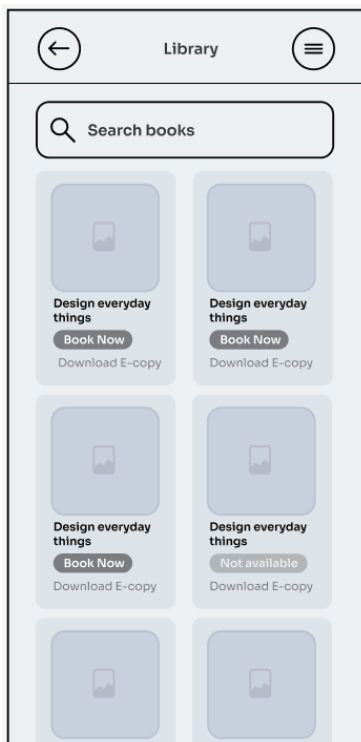 Library
Search books
Design everyday
things
Book Now
Download E-copy
Design everyday
things
Book Now
Download E-copy
Design everyday
things
Book Now
Download E-copy
Design everyday
things
Not available
Download E-copy